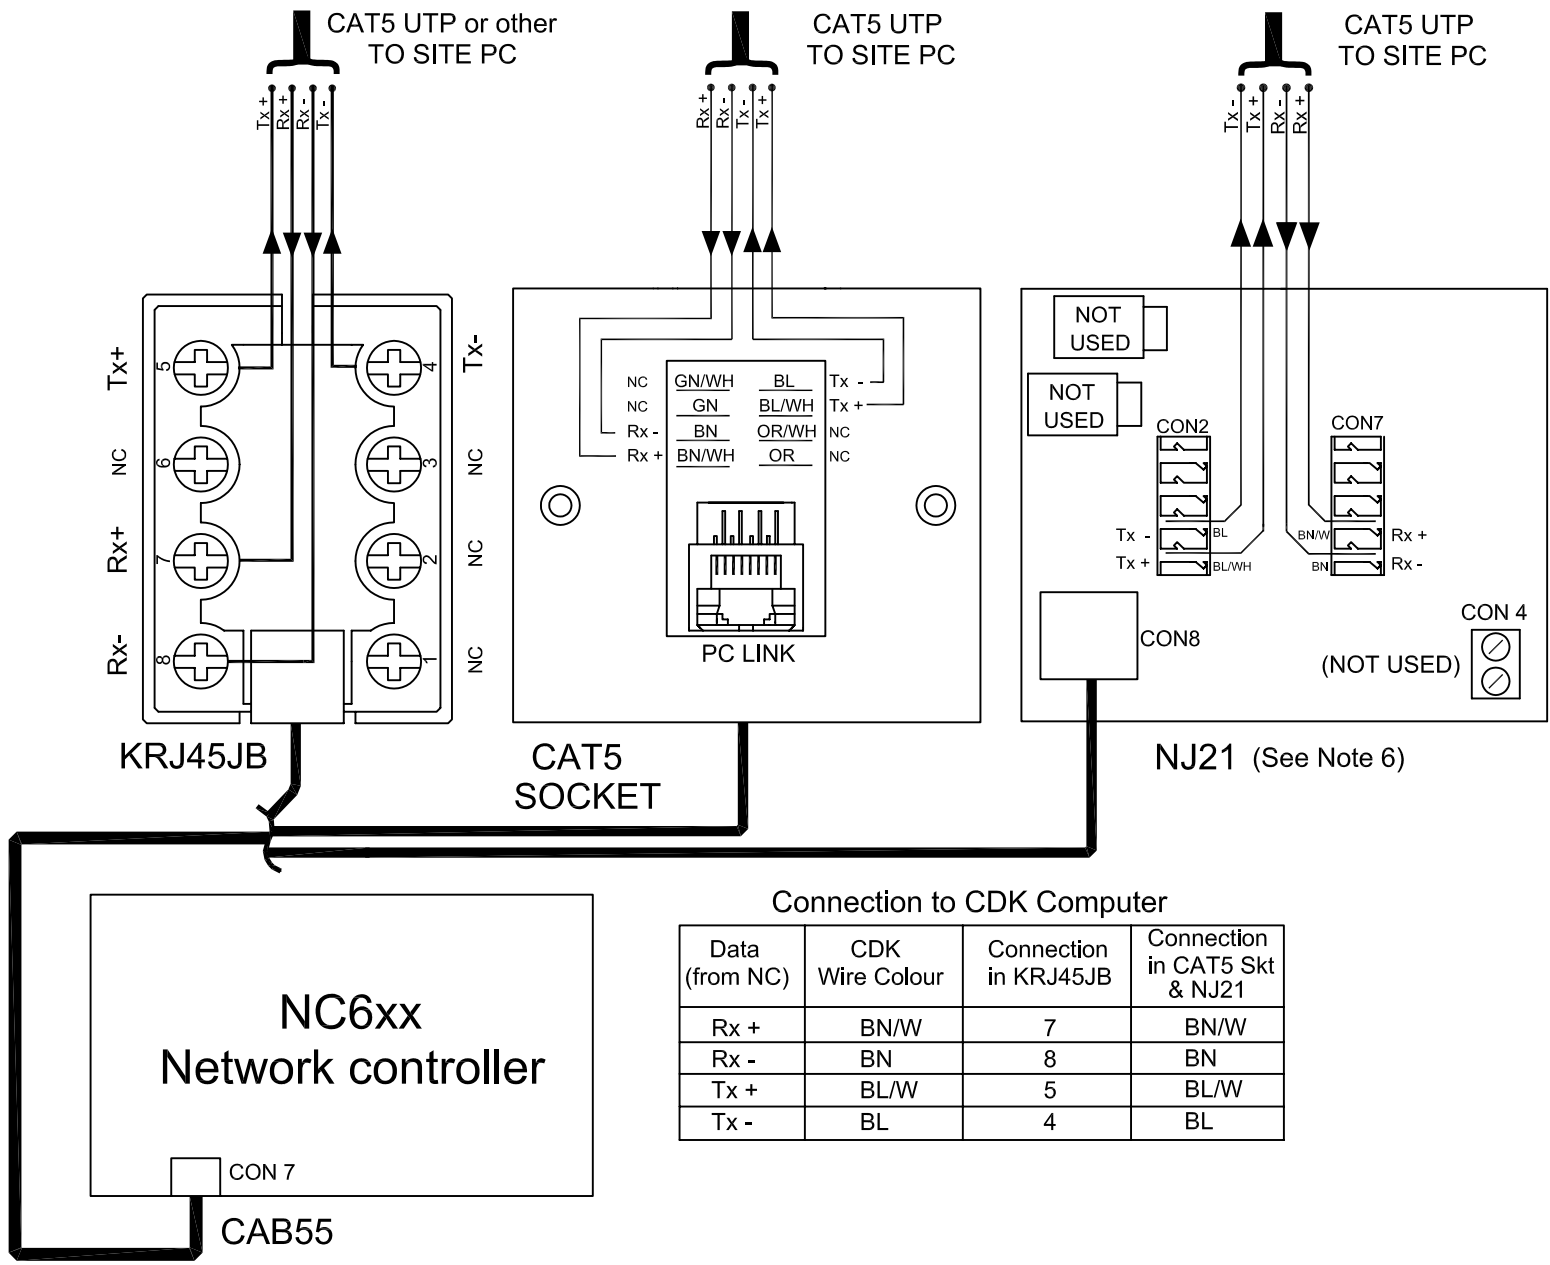 CAT5 UTP or other
TO SITE PC
CAT5 UTP
TO SITE PC
CAT5 UTP
TO SITE PC
Tx +
Rx +
Rx -
Tx -
Rx +
Rx -
Tx -
Tx +
Tx -
Tx +
Rx -
Rx +
Tx+
5
4
Tx-
NC
6
3
NC
Rx+
7
2
NC
Rx-
8
1
NC
KRJ45JB
NC GN/WH BL Tx -
NC GN BL/WH Tx +
Rx - BN OR/WH NC
Rx + BN/WH OR NC
PC LINK
CAT5
SOCKET
NOT
USED
NOT
USED
CON2
CON7
Tx - BL
BN/W Rx +
Tx + BL/WH
BN Rx -
CON8
CON 4
(NOT USED)
NJ21 (See Note 6)
NC6xx
Network controller
CON 7
CAB55
Connection to CDK Computer
Data
(from NC)
CDK
Wire Colour
Connection
in KRJ45JB
Connection
in CAT5 Skt
& NJ21
Rx + BN/W 7 BN/W
Rx - BN 8 BN
Tx + BL/W 5 BL/W
Tx - BL 4 BL